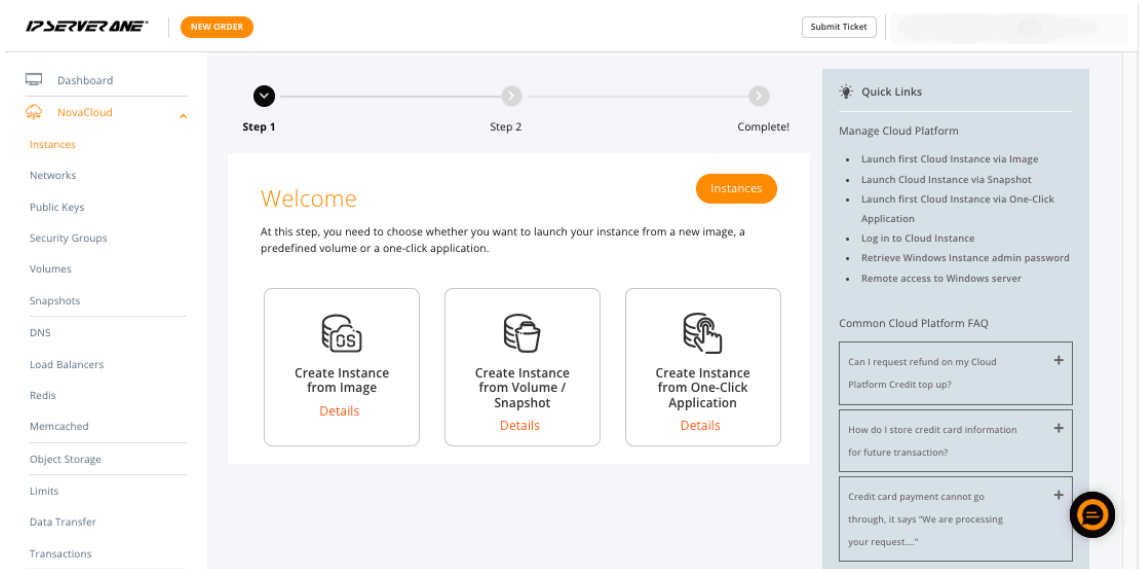 IP SERVER ONE
NEW ORDER
Submit Ticket
Dashboard
NovaCloud
Instances
Networks
Public Keys
Security Groups
Volumes
Snapshots
DNS
Load Balancers
Redis
Memcached
Object Storage
Limits
Data Transfer
Transactions
Step 1
Step 2
Complete!
Welcome
Instances
At this step, you need to choose whether you want to launch your instance from a new image, a
predefined volume or a one-click application.
Create Instance
from Image
Details
Create Instance
from Volume /
Snapshot
Details
Create Instance
from One-Click
Application
Details
Quick Links
Manage Cloud Platform
Launch first Cloud Instance via Image
Launch Cloud Instance via Snapshot
Launch first Cloud Instance via One-Click
Application
Log in to Cloud Instance
Retrieve Windows Instance admin password
Remote access to Windows server
Common Cloud Platform FAQ
Can I request refund on my Cloud
Platform Credit top up?
How do I store credit card information
for future transaction?
Credit card payment cannot go
through, it says “We are processing
your request....”